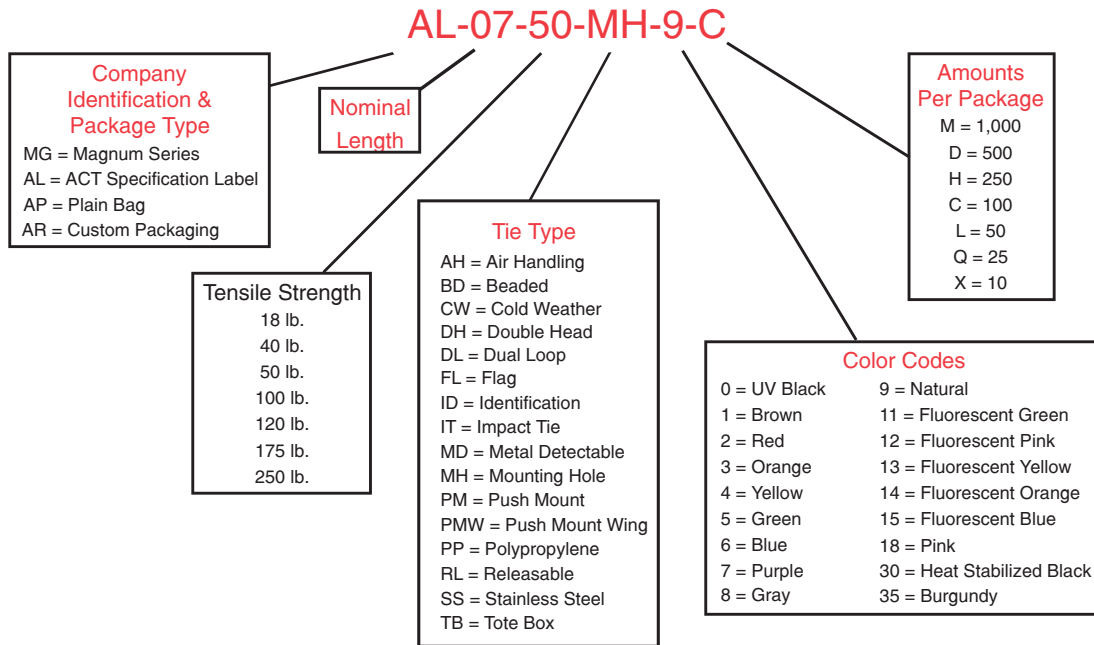 AL-07-50-MH-9-C
Company
Identification &
Package Type
MG = Magnum Series
AL = ACT Specification Label
AP = Plain Bag
AR = Custom Packaging
Nominal
Length
Tensile Strength
18 lb.
40 lb.
50 lb.
100 lb.
120 lb.
175 lb.
250 lb.
Tie Type
AH = Air Handling
BD = Beaded
CW = Cold Weather
DH = Double Head
DL = Dual Loop
FL = Flag
ID = Identification
IT = Impact Tie
MD = Metal Detectable
MH = Mounting Hole
PM = Push Mount
PMW = Push Mount Wing
PP = Polypropylene
RL = Releasable
SS = Stainless Steel
TB = Tote Box
Amounts
Per Package
M = 1,000
D = 500
H = 250
C = 100
L = 50
Q = 25
X = 10
Color Codes
0 = UV Black
1 = Brown
2 = Red
3 = Orange
4 = Yellow
5 = Green
6 = Blue
7 = Purple
8 = Gray
9 = Natural
11 = Fluorescent Green
12 = Fluorescent Pink
13 = Fluorescent Yellow
14 = Fluorescent Orange
15 = Fluorescent Blue
18 = Pink
30 = Heat Stabilized Black
35 = Burgundy